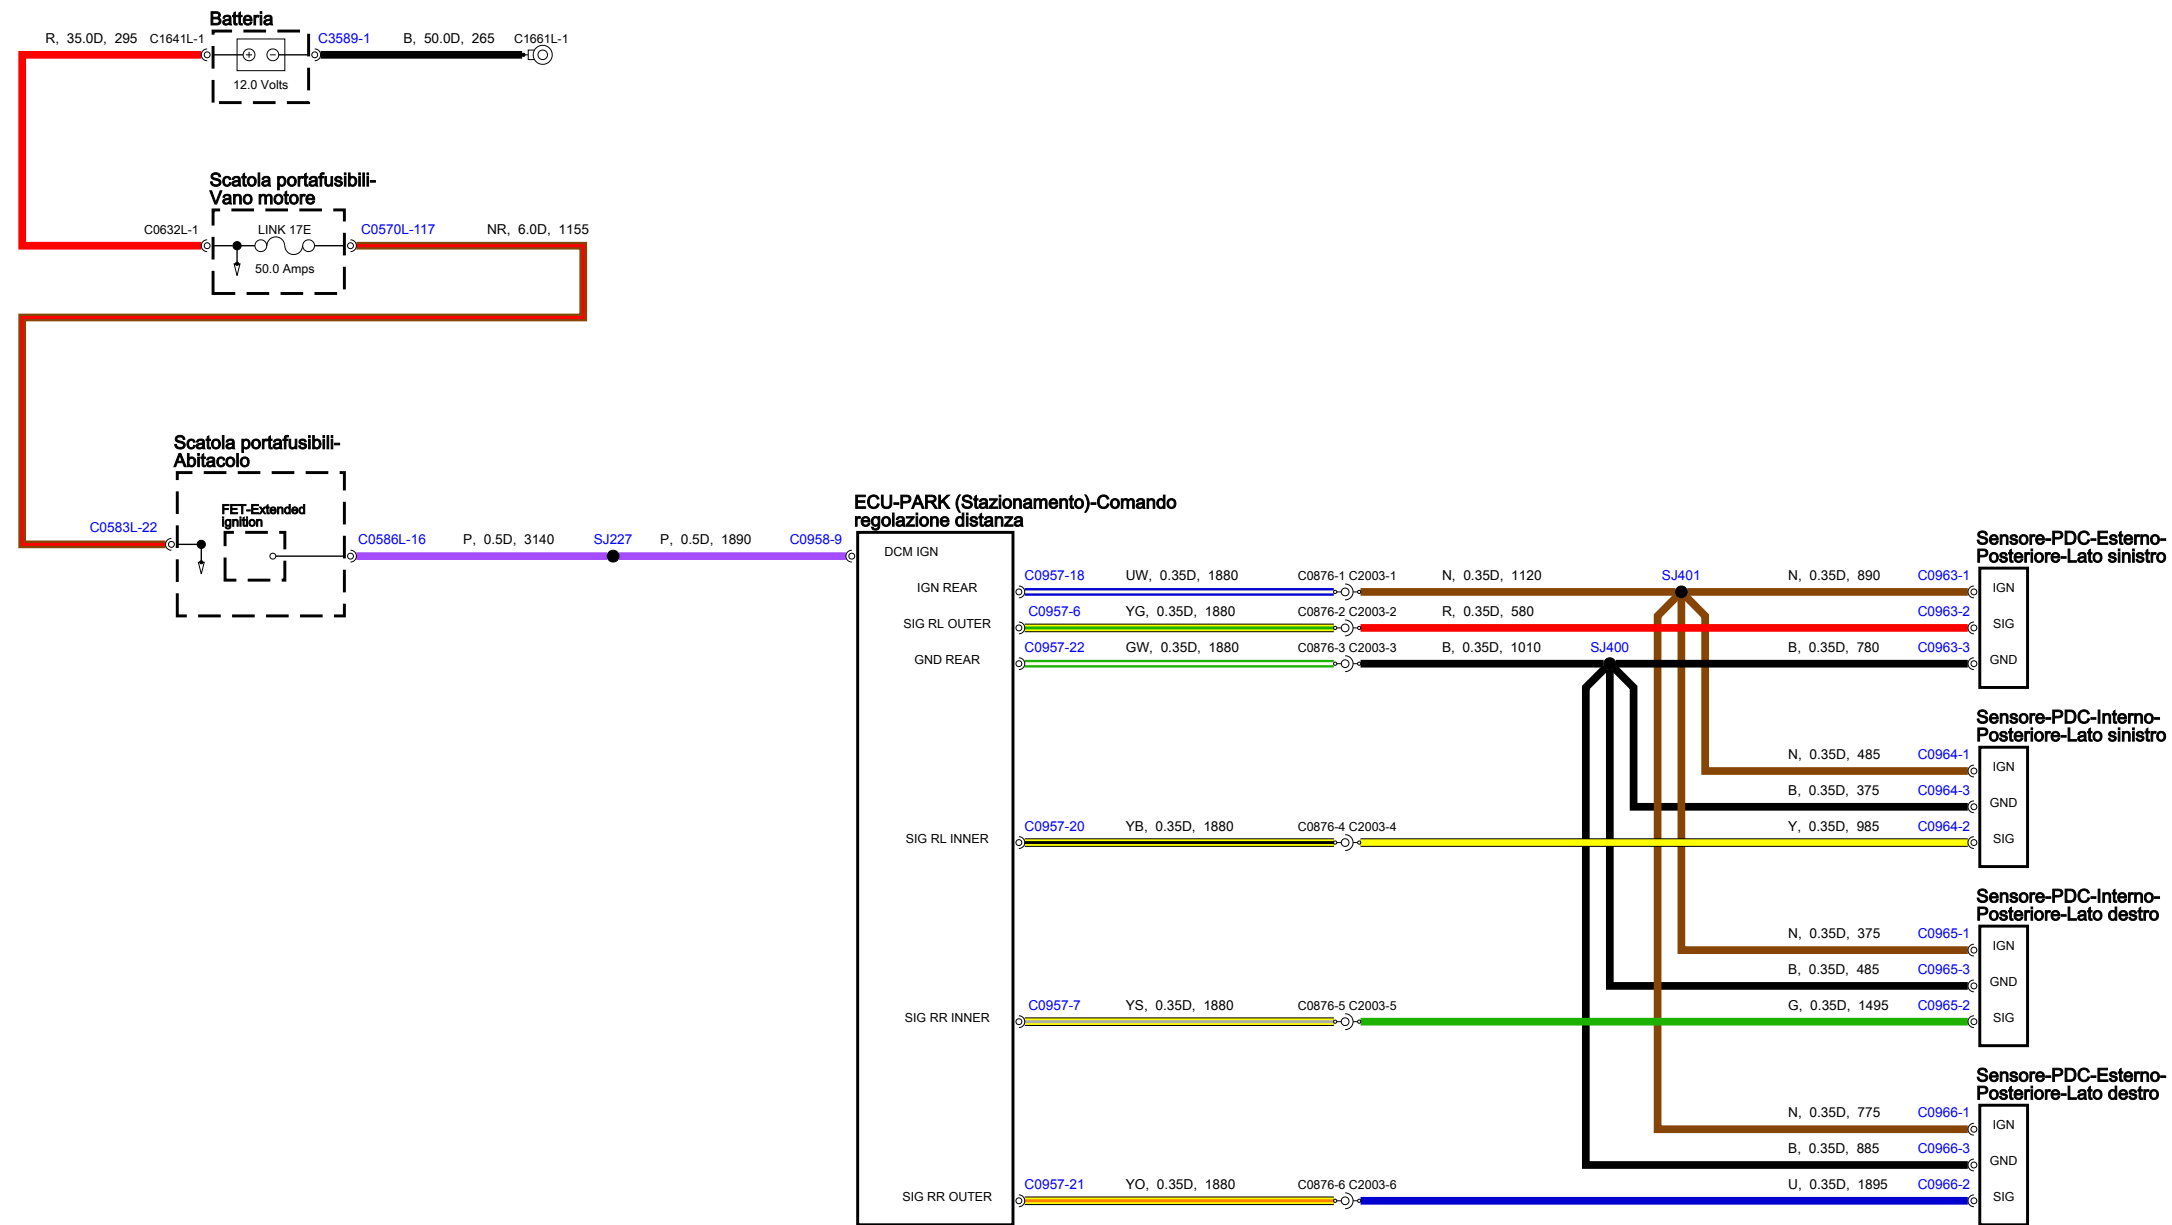 Batteria
R, 35.0D, 295 C1641L-1 C3589-1 B, 50.0D, 265 C1661L-1
12.0 Volts
Scatola portafusibili-
Vano motore
C0632L-1 LINK 17E C0570L-117 NR, 6.0D, 1155
50.0 Amps
Scatola portafusibili-
Abitacolo
FET-Extended
ignition
C0583L-22
C0586L-16 P, 0.5D, 3140 SJ227 P, 0.5D, 1890 C0958-9
ECU-PARK (Stazionamento)-Comando
regolazione distanza
DCM IGN
Sensore-PDC-Esterno-
Posteriore-Lato sinistro
IGN REAR C0957-18 UW, 0.35D, 1880 C0876-1 C2003-1 N, 0.35D, 1120 SJ401 N, 0.35D, 890 C0963-1 IGN
SIG RL OUTER C0957-6 YG, 0.35D, 1880 C0876-2 C2003-2 R, 0.35D, 580 C0963-2 SIG
GND REAR C0957-22 GW, 0.35D, 1880 C0876-3 C2003-3 B, 0.35D, 1010 SJ400 B, 0.35D, 780 C0963-3 GND
Sensore-PDC-Interno-
Posteriore-Lato sinistro
N, 0.35D, 485 C0964-1 IGN
B, 0.35D, 375 C0964-3 GND
SIG RL INNER C0957-20 YB, 0.35D, 1880 C0876-4 C2003-4 Y, 0.35D, 985 C0964-2 SIG
Sensore-PDC-Interno-
Posteriore-Lato destro
N, 0.35D, 375 C0965-1 IGN
B, 0.35D, 485 C0965-3 GND
SIG RR INNER C0957-7 YS, 0.35D, 1880 C0876-5 C2003-5 G, 0.35D, 1495 C0965-2 SIG
Sensore-PDC-Esterno-
Posteriore-Lato destro
N, 0.35D, 775 C0966-1 IGN
B, 0.35D, 885 C0966-3 GND
SIG RR OUTER C0957-21 YO, 0.35D, 1880 C0876-6 C2003-6 U, 0.35D, 1895 C0966-2 SIG